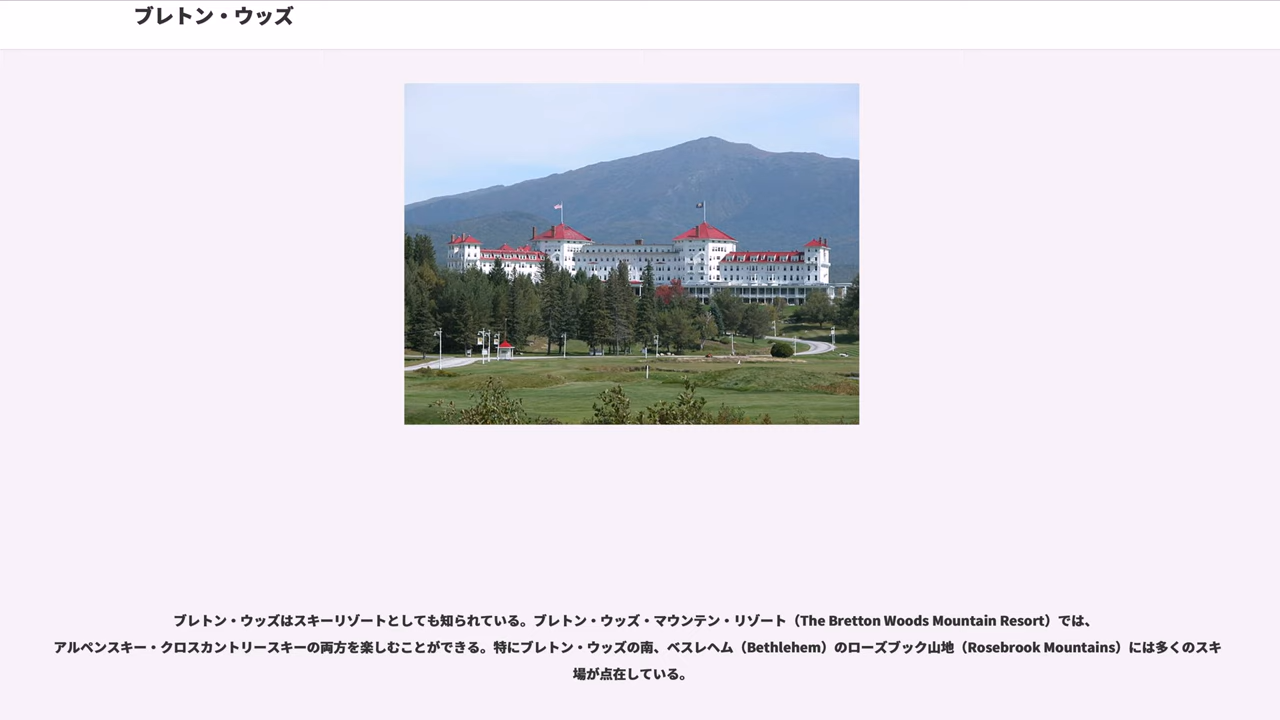 ブレトン・ウッズ
ブレトン・ウッズはスキーリゾートとしても知られている。ブレトン・ウッズ・マウンテン・リゾート（The Bretton Woods Mountain Resort）では、
アルペンスキー・クロスカントリースキーの両方を楽しむことができる。特にブレトン・ウッズの南、ベスレヘム（Bethlehem）のローズブック山地（Rosebrook Mountains）には多くのスキ
場が点在している。